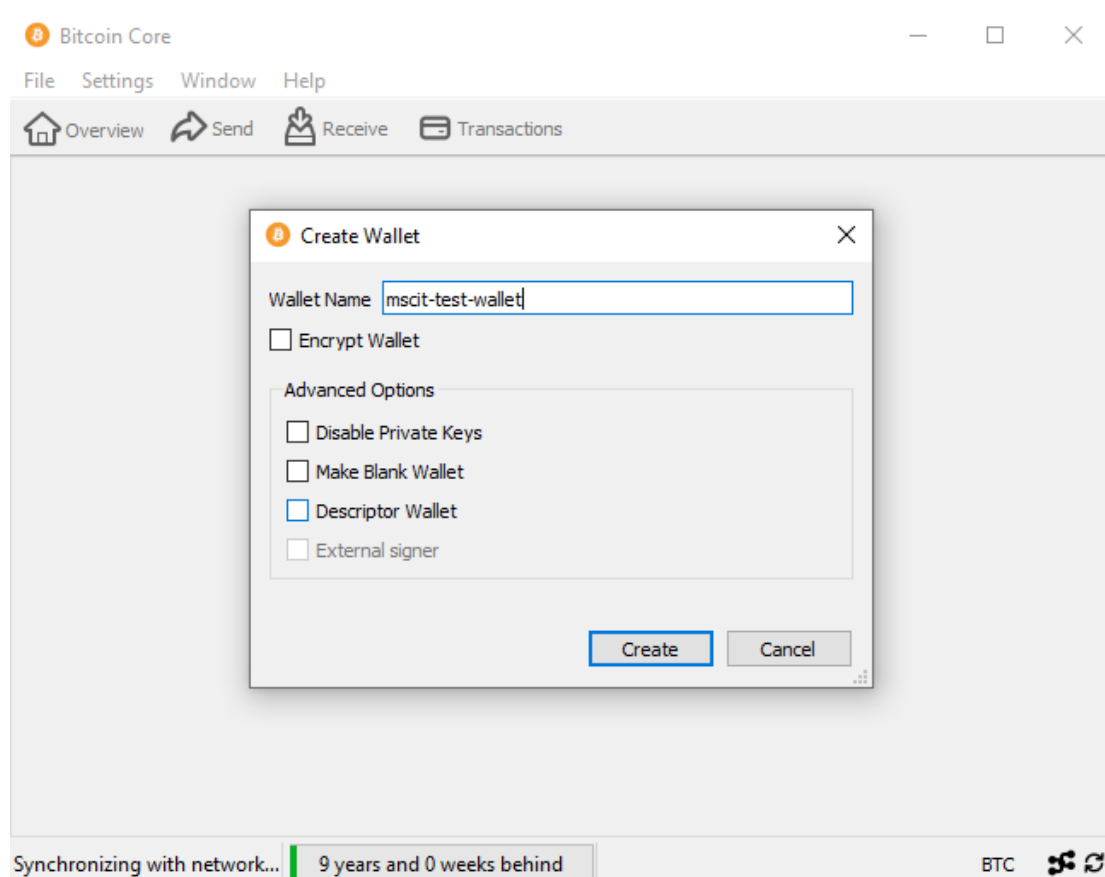 Bitcoin Core
File Settings Window Help
Overview Send Receive Transactions
Create Wallet
Wallet Name mscit-test-wallet
Encrypt Wallet
Advanced Options
Disable Private Keys
Make Blank Wallet
Descriptor Wallet
External signer
Create Cancel
Synchronizing with network... 9 years and 0 weeks behind BTC